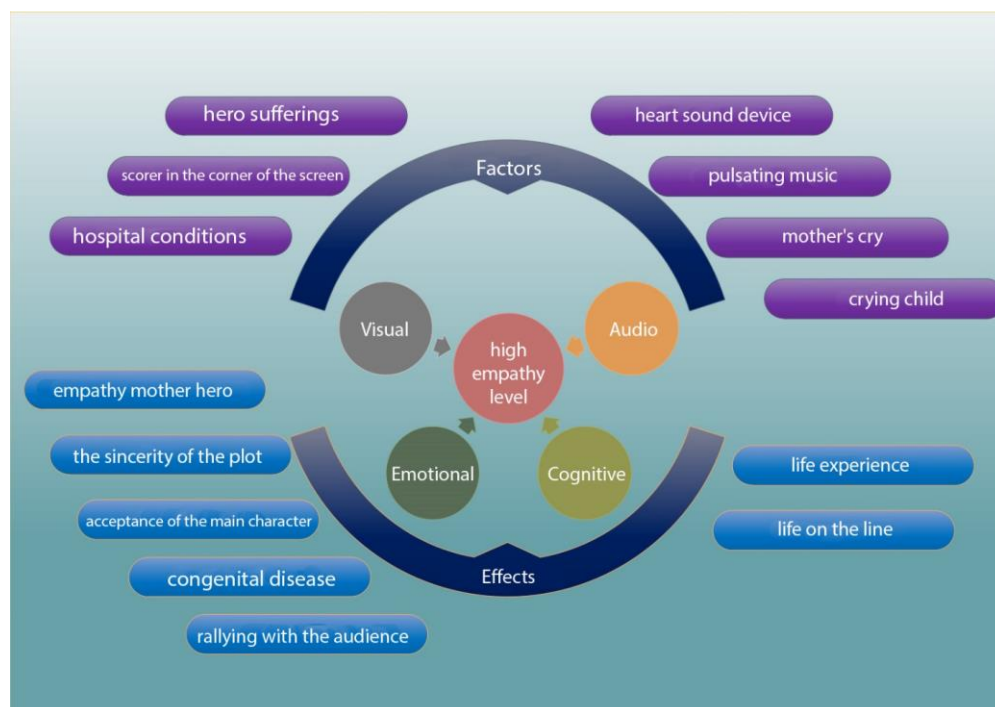 hero sufferings
scorer in the corner of the screen
hospital conditions
Factors
heart sound device
pulsating music
mother's cry
crying child
Visual
Audio
high
empathy
level
Emotional
Cognitive
empathy mother hero
the sincerity of the plot
acceptance of the main character
congenital disease
rallying with the audience
Effects
life experience
life on the line